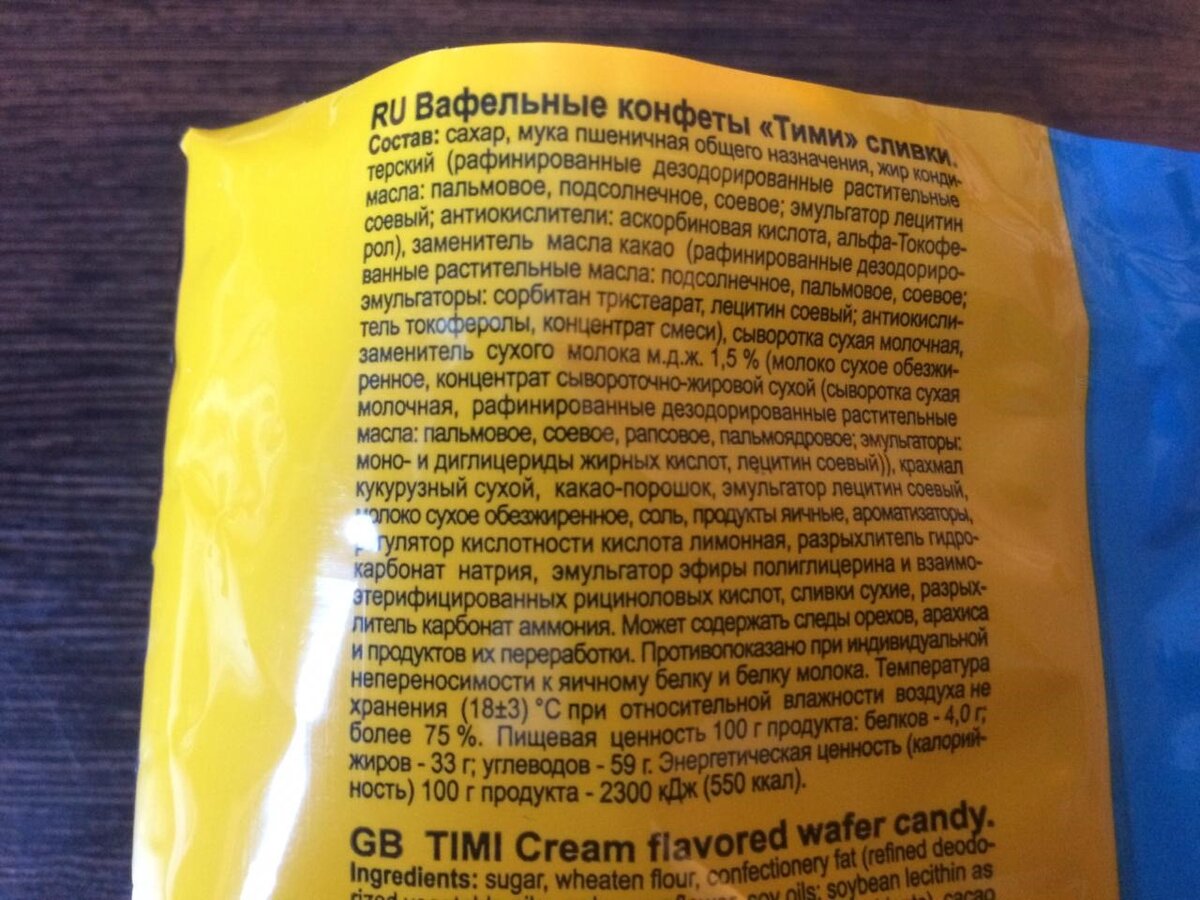 RU Вафельные конфеты «Тими» сливки.
Состав: сахар, мука пшеничная общего назначения, жир конди-
терский (рафинированные дезодорированные растительные
масла: пальмовое, подсолнечное, соевое; эмульгатор лецитин
соевый; антиокислители: аскорбиновая кислота, альфа-Токофе-
рол), заменитель масла какао (рафинированные дезодориро-
ванные растительные масла: подсолнечное, пальмовое, соевое;
эмульгаторы: сорбитан тристеарат, лецитин соевый; антиокисли-
тель токоферолы, концентрат смеси), сыворотка сухая молочная,
заменитель сухого молока м.д.ж. 1,5 % (молоко сухое обезжи-
ренное, концентрат сывороточно-жировой сухой (сыворотка сухая
молочная, рафинированные дезодорированные растительные
масла: пальмовое, соевое, рапсовое, пальмоядровое; эмульгаторы:
моно- и диглицериды жирных кислот, лецитин соевый)), крахмал
кукурузный сухой, какао-порошок, эмульгатор лецитин соевый,
молоко сухое обезжиренное, соль, продукты яичные, ароматизаторы,
регулятор кислотности кислота лимонная, разрыхлитель гидро-
карбонат натрия, эмульгатор эфиры полиглицерина и взаимо-
этерифицированных рициноловых кислот, сливки сухие, разрых-
литель карбонат аммония. Может содержать следы орехов, арахиса
и продуктов их переработки. Противопоказано при индивидуальной
непереносимости к яичному белку и белку молока. Температура
хранения (18±3) °С при относительной влажности воздуха не
более 75 %. Пищевая ценность 100 г продукта: белков - 4,0 г;
жиров - 33 г; углеводов - 59 г. Энергетическая ценность (калорий-
ность) 100 г продукта - 2300 кДж (550 ккал).
GB TIMI Cream flavored wafer candy.
Ingredients: sugar, wheaten flour, confectionery fat (refined deodo-
soy oils; soybean lecithin as
cacao